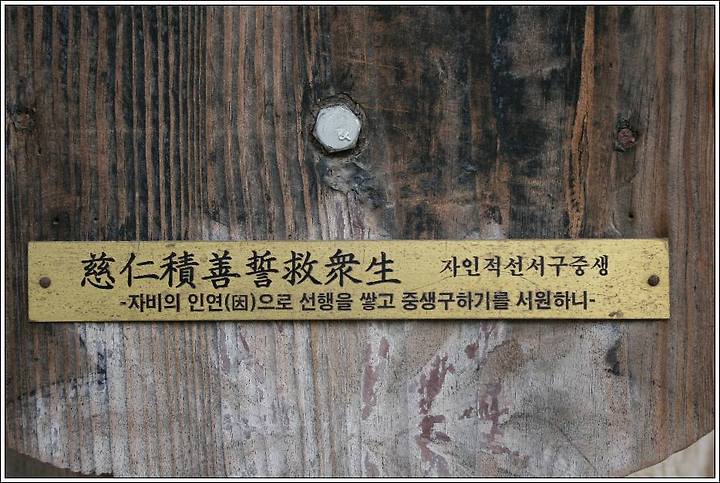 慈仁積善誓救衆生 자인적선서구중생
-자비의 인연(因)으로 선행을 쌓고 중생구하기를 서원하니-